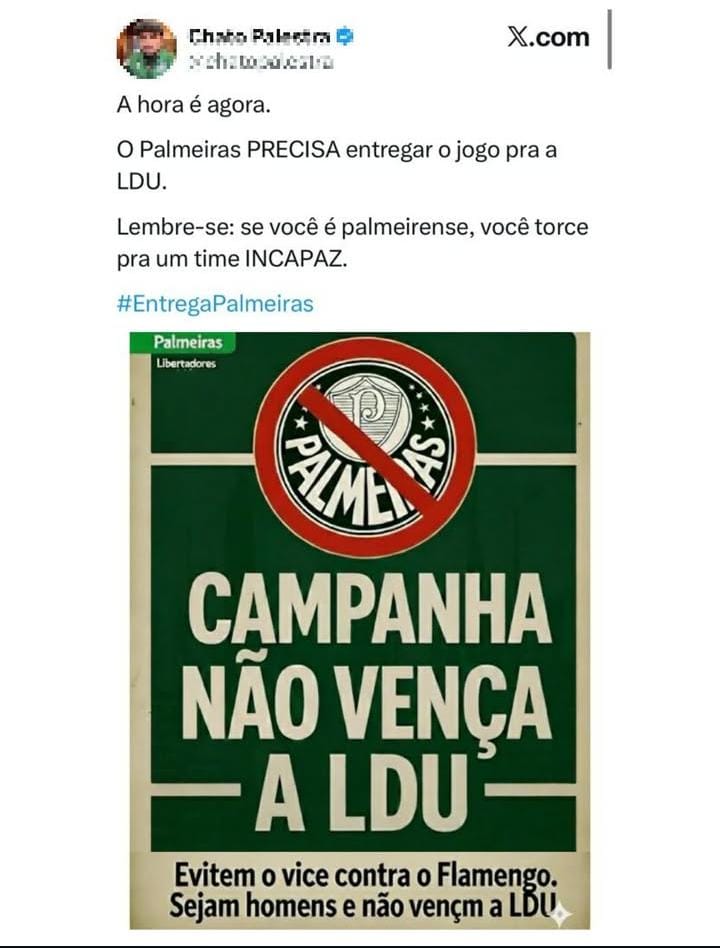 Chato Palestra
X.com
A hora é agora.
O Palmeiras PRECISA entregar o jogo pra a
LDU.
Lembre-se: se você é palmeirense, você torce
pra um time INCAPAZ.
#EntregaPalmeiras
Palmeiras
Libertadores
P
PALMEIRAS
CAMPANHA
NÃO VENÇA
A LDU
Evitem o vice contra o Flamengo.
Sejam homens e não vençm a LDU